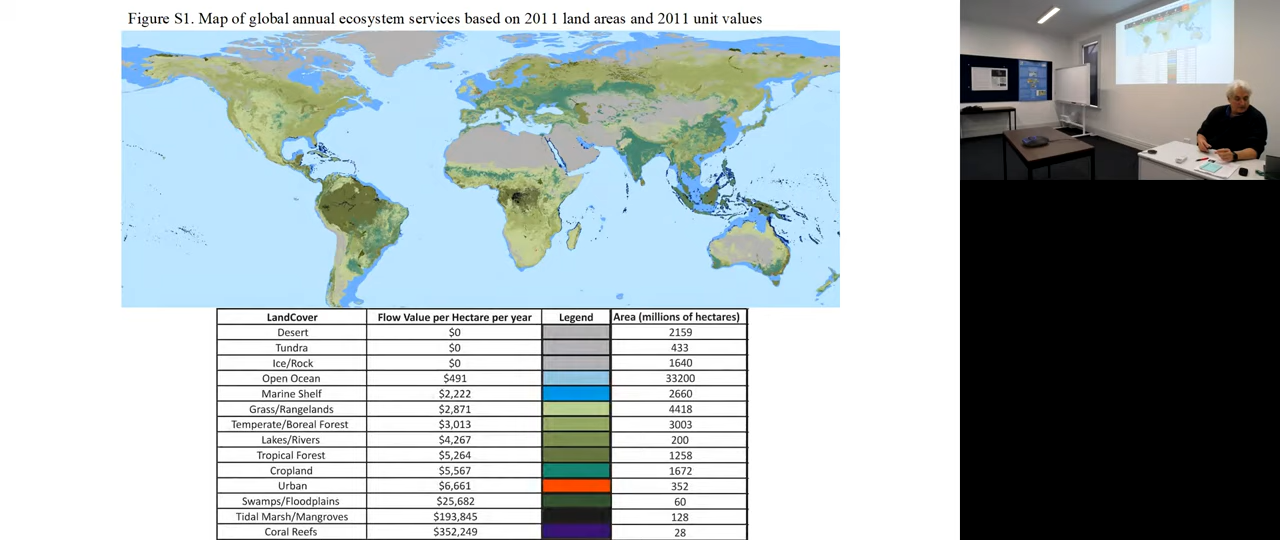 Figure S1. Map of global annual ecosystem services based on 2011 land areas and 2011 unit values
LandCover Flow Value per Hectare per year Legend Area (millions of hectares)
Desert $0 2159
Tundra $0 433
Ice/Rock $0 1640
Open Ocean $491 33200
Marine Shelf $2,222 2660
Grass/Rangelands $2,871 4418
Temperate/Boreal Forest $3,013 3003
Lakes/Rivers $4,267 200
Tropical Forest $5,264 1258
Cropland $5,567 1672
Urban $6,661 352
Swamps/Floodplains $25,682 60
Tidal Marsh/Mangroves $193,845 128
Coral Reefs $352,249 28